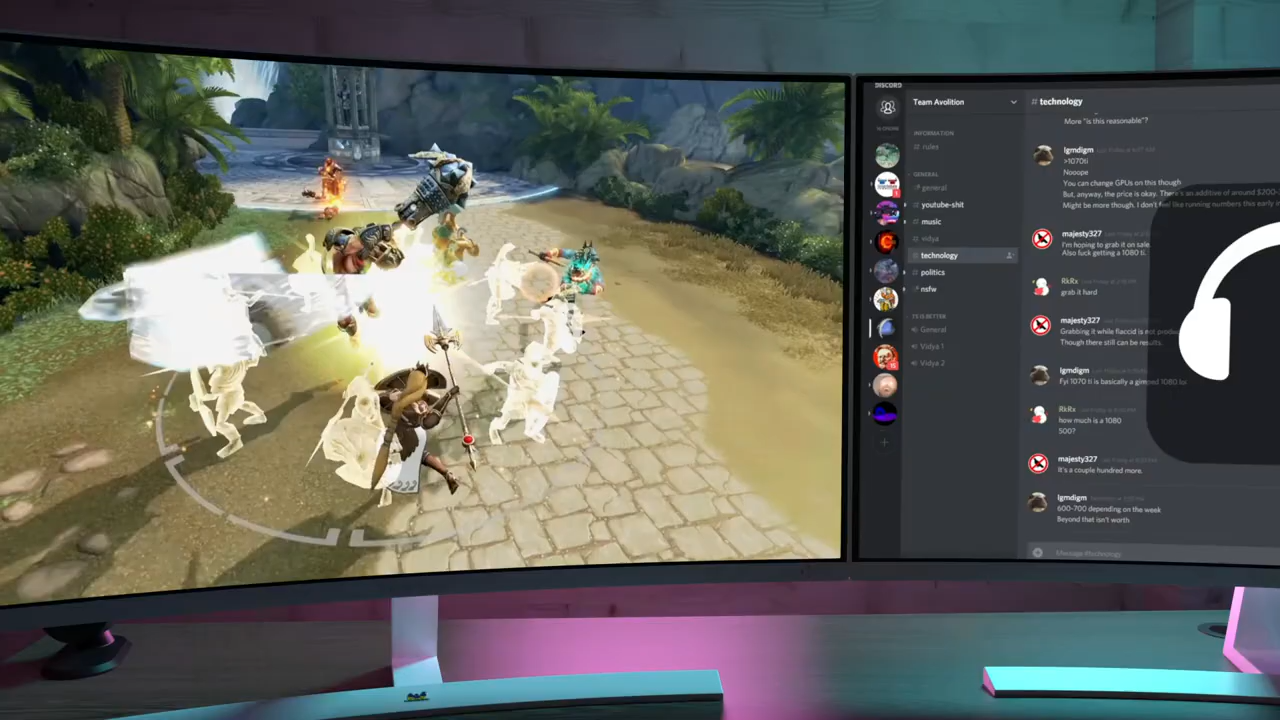 DISCORD
Team Avolition
INFORMATION
rules
GENERAL
general
youtube-shit
music
vidya
technology
politics
nsfw
General
Vidya 1
Vidya 2
# technology
More "Is this reasonable"?
lgmdigm
>1070ti
Nooope
You can change GPUs on this though
But, anyway, the price is okay. There's an additive of around $200-
Might be more though. I don't feel like running numbers this early in
majesty327
I'm hoping to grab it on sale.
Also fuck getting a 1080 ti.
RkRx
grab it hard
majesty327
Grabbing it while flaccid is not
Though there still can be results.
lgmdigm
Fyi 1070 ti is basically a gimped 1080 lol
RkRx
how much is a 1080
500?
majesty327
It's a couple hundred more.
lgmdigm
600-700 depending on the week
Beyond that isn't worth
Message #technology